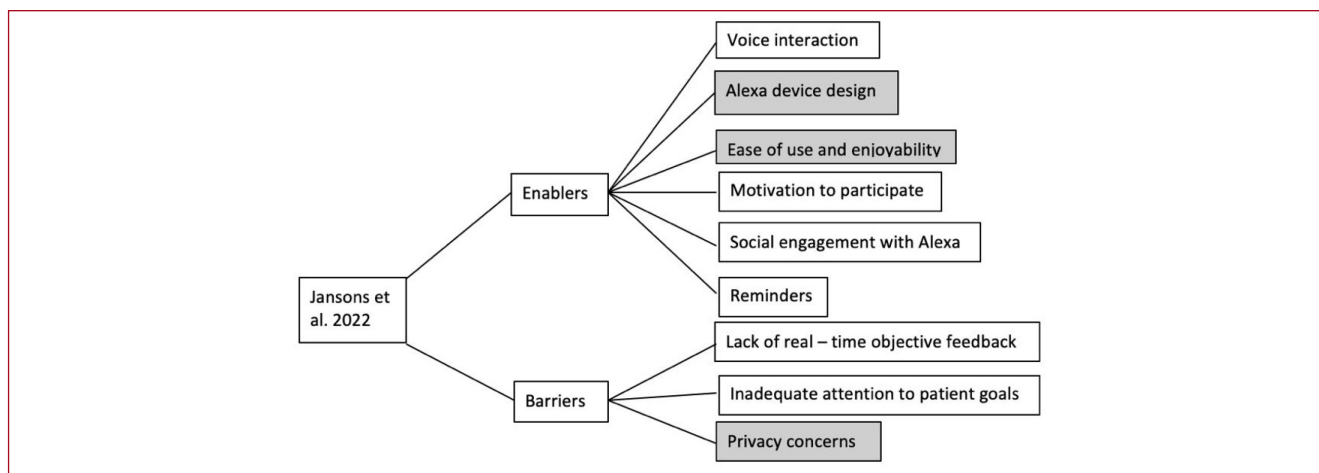 Voice interaction
Alexa device design
Ease of use and enjoyability
Enablers
Motivation to participate
Social engagement with Alexa
Jansons et
al. 2022
Reminders
Lack of real – time objective feedback
Barriers
Inadequate attention to patient goals
Privacy concerns